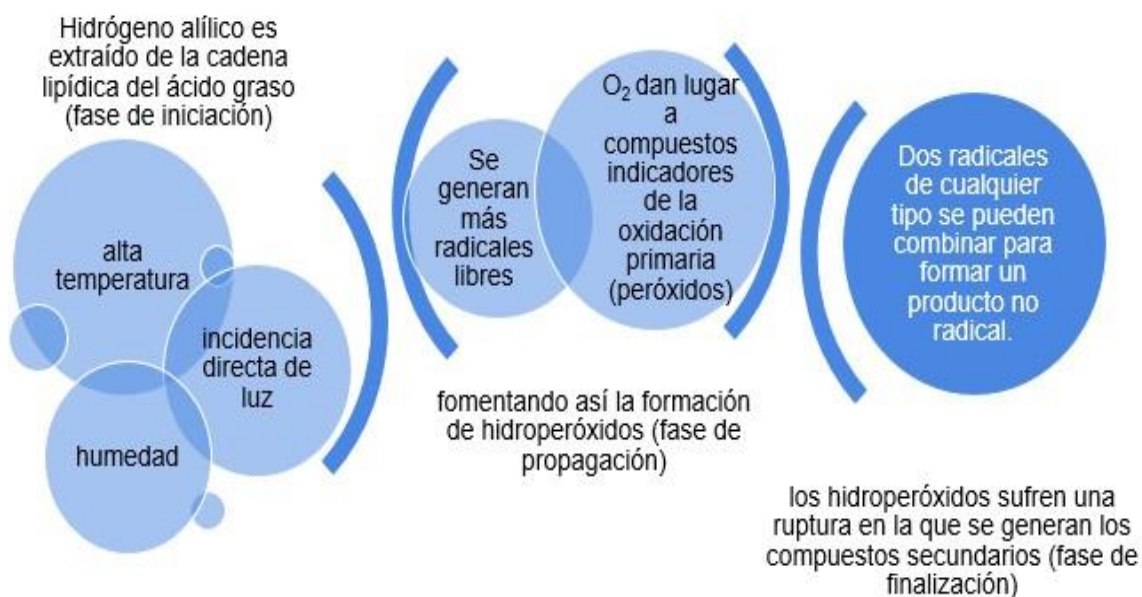 Hidrógeno alílico es
extraído de la cadena
lipídica del ácido graso
(fase de iniciación)
alta
temperatura
incidencia
directa de
luz
humedad
Se
generan
más
radicales
libres
O₂ dan lugar
a
compuestos
indicadores
de la
oxidación
primaria
(peróxidos)
fomentando así la formación
de hidroperóxidos (fase de
propagación)
Dos radicales
de cualquier
tipo se pueden
combinar para
formar un
producto no
radical.
los hidroperóxidos sufren una
ruptura en la que se generan los
compuestos secundarios (fase de
finalización)